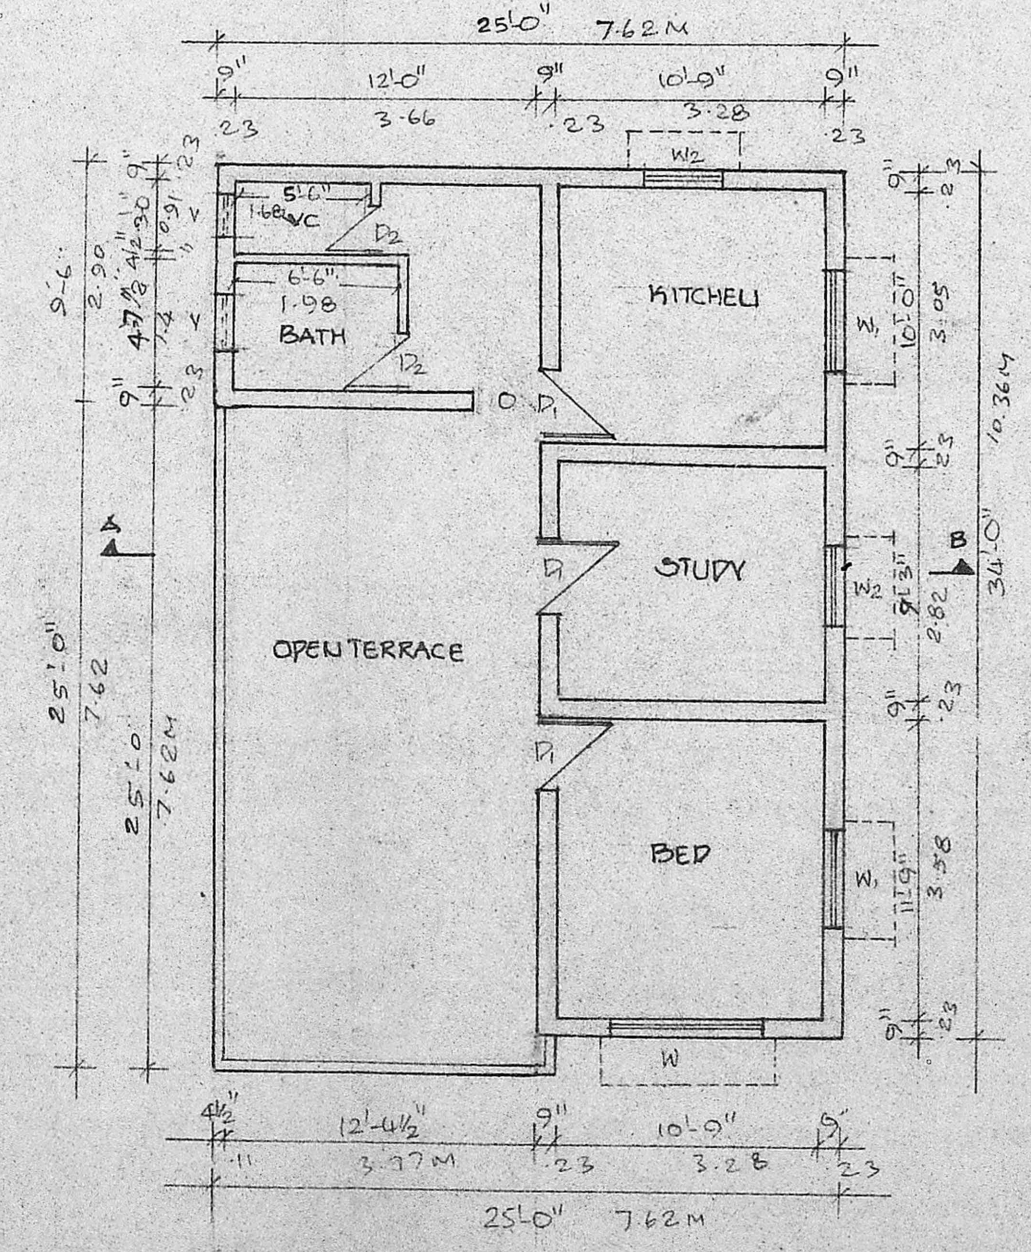 25'-0" 7.62 M
9" 12'-0" 9" 10'-9" 9"
.23 3.66 .23 3.28 .23
W2
9" .23
5'-6"
1.68 WC
D2
0.91
V
9'-6"
2.90
6'-6"
1.98
BATH
D2
V
9" .23
KITCHEN
W1
10'-0"
3.05
9" .23
O D1
9" .23
10.36M
34'-0"
A
D1
STUDY
W2
9'-3"
2.82
B
OPEN TERRACE
25'-0"
7.62
25'-0
7.62M
9" .23
D1
BED
W1
11'-9"
3.58
9" .23
W
4½" 12'-4½" 9" 10'-9" 9"
.11 3.77M .23 3.28 .23
25'-0" 7.62M